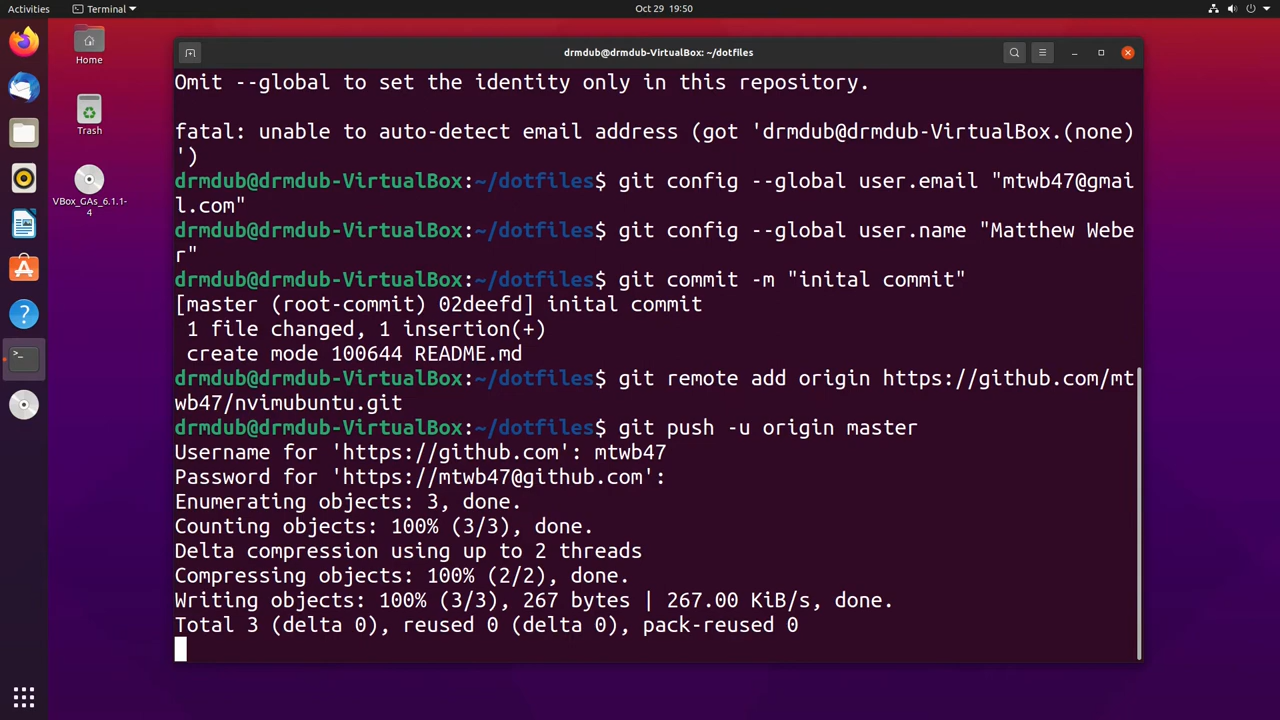 Activities
Terminal
Oct 29 19:50
Home
Trash
VBox_GAs_6.1.1-
4
drmdub@drmdub-VirtualBox: ~/dotfiles
Omit --global to set the identity only in this repository.
fatal: unable to auto-detect email address (got 'drmdub@drmdub-VirtualBox.(none)
')
drmdub@drmdub-VirtualBox:~/dotfiles$ git config --global user.email "mtwb47@gmai
l.com"
drmdub@drmdub-VirtualBox:~/dotfiles$ git config --global user.name "Matthew Webe
r"
drmdub@drmdub-VirtualBox:~/dotfiles$ git commit -m "inital commit"
[master (root-commit) 02deefd] inital commit
1 file changed, 1 insertion(+)
create mode 100644 README.md
drmdub@drmdub-VirtualBox:~/dotfiles$ git remote add origin https://github.com/mt
wb47/nvimubuntu.git
drmdub@drmdub-VirtualBox:~/dotfiles$ git push -u origin master
Username for 'https://github.com': mtwb47
Password for 'https://mtwb47@github.com':
Enumerating objects: 3, done.
Counting objects: 100% (3/3), done.
Delta compression using up to 2 threads
Compressing objects: 100% (2/2), done.
Writing objects: 100% (3/3), 267 bytes | 267.00 KiB/s, done.
Total 3 (delta 0), reused 0 (delta 0), pack-reused 0